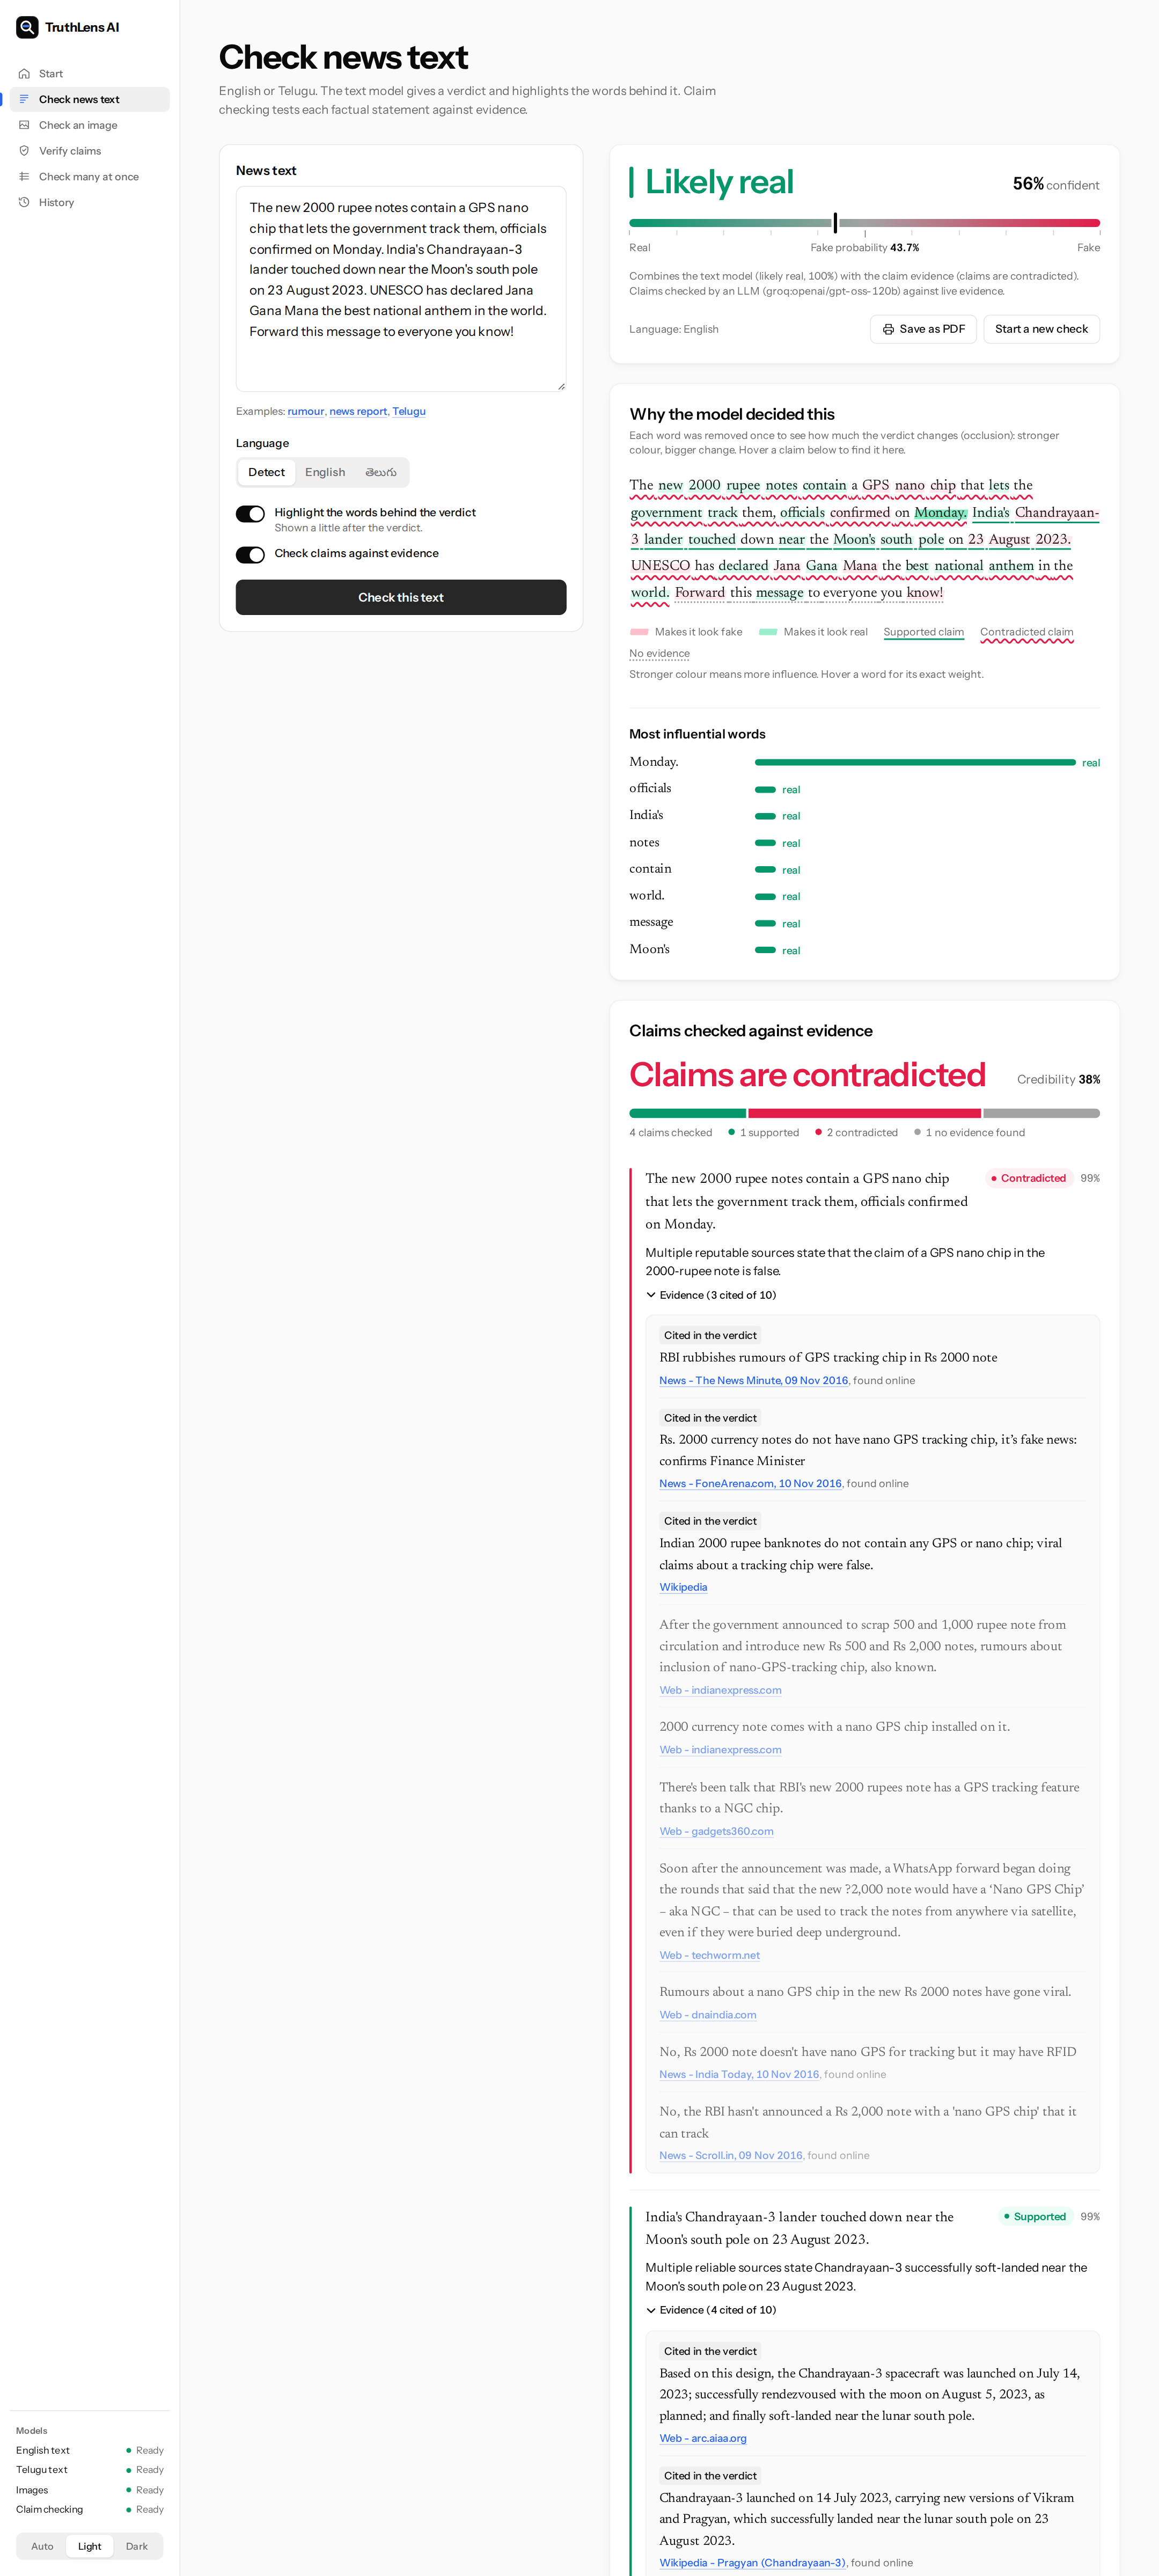 TruthLens AI
Start
Check news text
Check an image
Verify claims
Check many at once
History
Check news text
English or Telugu. The text model gives a verdict and highlights the words behind it. Claim
checking tests each factual statement against evidence.
News text
The new 2000 rupee notes contain a GPS nano
chip that lets the government track them, officials
confirmed on Monday. India's Chandrayaan-3
lander touched down near the Moon's south pole
on 23 August 2023. UNESCO has declared Jana
Gana Mana the best national anthem in the world.
Forward this message to everyone you know!
Examples: rumour, news report, Telugu
Language
Detect English తెలుగు
Highlight the words behind the verdict
Shown a little after the verdict.
Check claims against evidence
Check this text
Likely real
56% confident
Real Fake probability 43.7% Fake
Combines the text model (likely real, 100%) with the claim evidence (claims are contradicted).
Claims checked by an LLM (groq:openai/gpt-oss-120b) against live evidence.
Language: English
Save as PDF
Start a new check
Why the model decided this
Each word was removed once to see how much the verdict changes (occlusion): stronger
colour, bigger change. Hover a claim below to find it here.
The new 2000 rupee notes contain a GPS nano chip that lets the
government track them, officials confirmed on Monday. India's Chandrayaan-
3 lander touched down near the Moon's south pole on 23 August 2023.
UNESCO has declared Jana Gana Mana the best national anthem in the
world. Forward this message to everyone you know!
Makes it look fake Makes it look real Supported claim Contradicted claim
No evidence
Stronger colour means more influence. Hover a word for its exact weight.
Most influential words
Monday. real
officials real
India's real
notes real
contain real
world. real
message real
Moon's real
Claims checked against evidence
Claims are contradicted
Credibility 38%
4 claims checked 1 supported 2 contradicted 1 no evidence found
The new 2000 rupee notes contain a GPS nano chip
that lets the government track them, officials confirmed
on Monday.
Contradicted 99%
Multiple reputable sources state that the claim of a GPS nano chip in the
2000-rupee note is false.
Evidence (3 cited of 10)
Cited in the verdict
RBI rubbishes rumours of GPS tracking chip in Rs 2000 note
News - The News Minute, 09 Nov 2016, found online
Cited in the verdict
Rs. 2000 currency notes do not have nano GPS tracking chip, it's fake news:
confirms Finance Minister
News - FoneArena.com, 10 Nov 2016, found online
Cited in the verdict
Indian 2000 rupee banknotes do not contain any GPS or nano chip; viral
claims about a tracking chip were false.
Wikipedia
After the government announced to scrap 500 and 1,000 rupee note from
circulation and introduce new Rs 500 and Rs 2,000 notes, rumours about
inclusion of nano-GPS-tracking chip, also known.
Web - indianexpress.com
2000 currency note comes with a nano GPS chip installed on it.
Web - indianexpress.com
There's been talk that RBI's new 2000 rupees note has a GPS tracking feature
thanks to a NGC chip.
Web - gadgets360.com
Soon after the announcement was made, a WhatsApp forward began doing
the rounds that said that the new ?2,000 note would have a 'Nano GPS Chip'
– aka NGC – that can be used to track the notes from anywhere via satellite,
even if they were buried deep underground.
Web - techworm.net
Rumours about a nano GPS chip in the new Rs 2000 notes have gone viral.
Web - dnaindia.com
No, Rs 2000 note doesn't have nano GPS for tracking but it may have RFID
News - India Today, 10 Nov 2016, found online
No, the RBI hasn't announced a Rs 2,000 note with a 'nano GPS chip' that it
can track
News - Scroll.in, 09 Nov 2016, found online
India's Chandrayaan-3 lander touched down near the
Moon's south pole on 23 August 2023.
Supported 99%
Multiple reliable sources state Chandrayaan-3 successfully soft-landed near the
Moon's south pole on 23 August 2023.
Evidence (4 cited of 10)
Cited in the verdict
Based on this design, the Chandrayaan-3 spacecraft was launched on July 14,
2023; successfully rendezvoused with the moon on August 5, 2023, as
planned; and finally soft-landed near the lunar south pole.
Web - arc.aiaa.org
Cited in the verdict
Chandrayaan-3 launched on 14 July 2023, carrying new versions of Vikram
and Pragyan, which successfully landed near the lunar south pole on 23
August 2023.
Wikipedia - Pragyan (Chandrayaan-3), found online
Models
English text Ready
Telugu text Ready
Images Ready
Claim checking Ready
Auto Light Dark